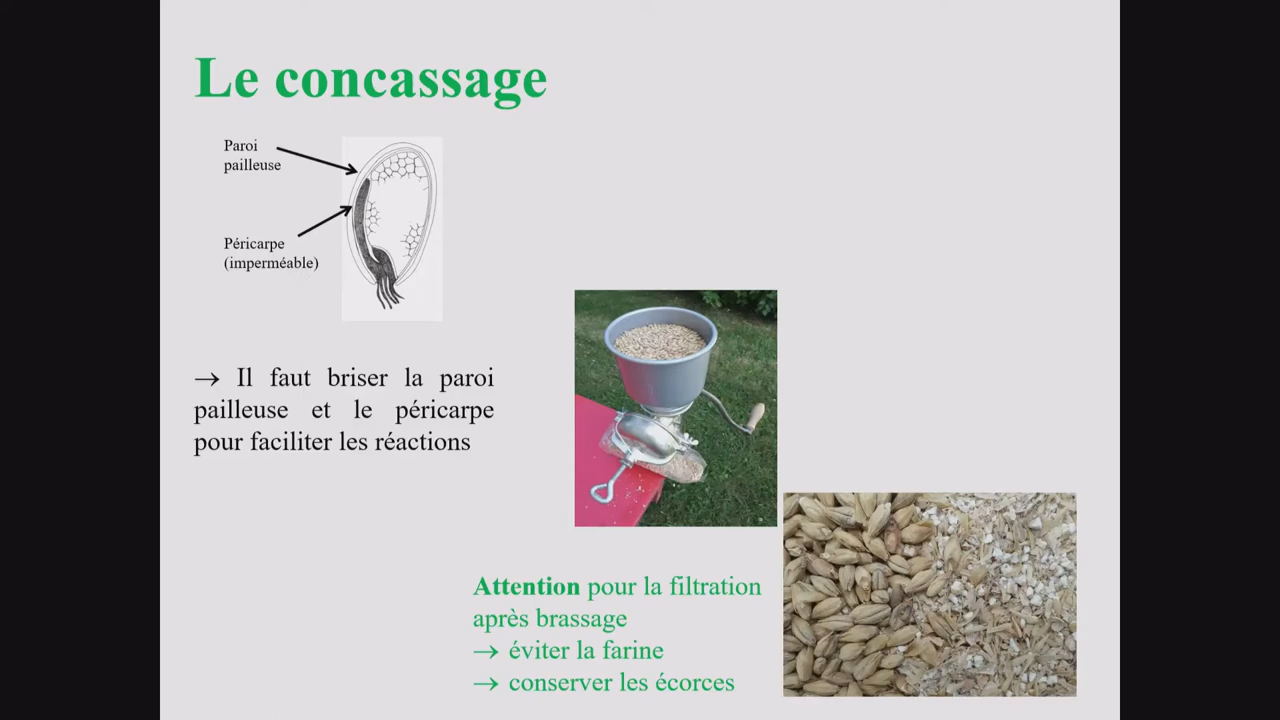 Le concassage
Paroi
pailleuse
Péricarpe
(imperméable)
→ Il faut briser la paroi
pailleuse et le péricarpe
pour faciliter les réactions
Attention pour la filtration
après brassage
→ éviter la farine
→ conserver les écorces